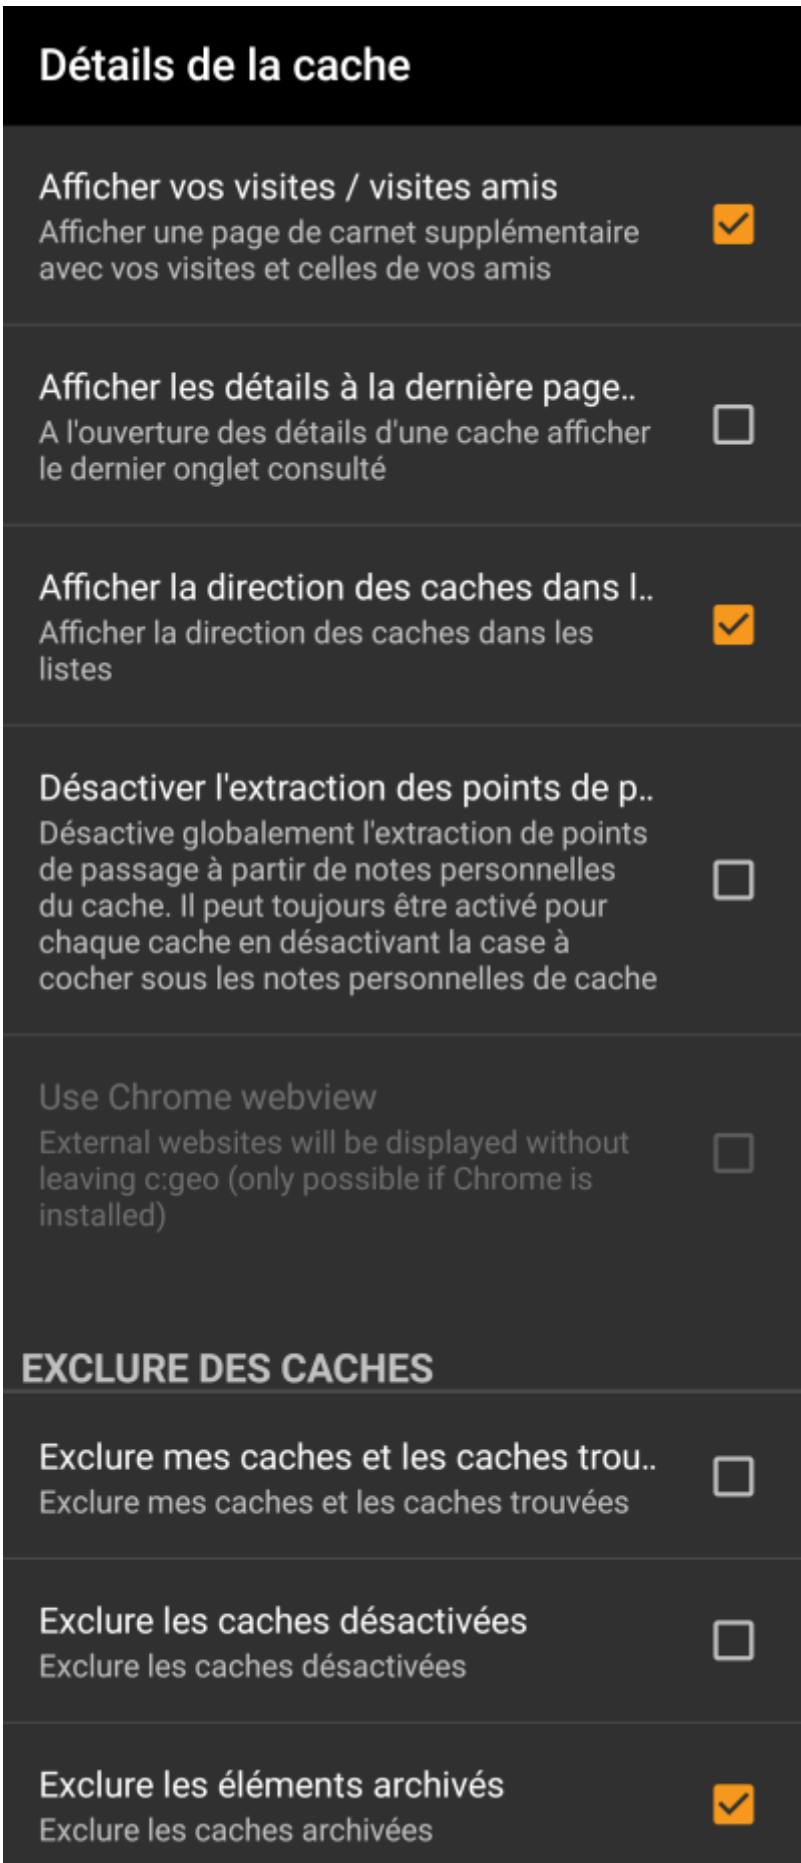 Détails de la cache
Afficher vos visites / visites amis
Afficher une page de carnet supplémentaire
avec vos visites et celles de vos amis
Afficher les détails à la dernière page..
A l'ouverture des détails d'une cache afficher
le dernier onglet consulté
Afficher la direction des caches dans l..
Afficher la direction des caches dans les
listes
Désactiver l'extraction des points de p..
Désactive globalement l'extraction de points
de passage à partir de notes personnelles
du cache. Il peut toujours être activé pour
chaque cache en désactivant la case à
cocher sous les notes personnelles de cache
Use Chrome webview
External websites will be displayed without
leaving c:geo (only possible if Chrome is
installed)
EXCLURE DES CACHES
Exclure mes caches et les caches trou..
Exclure mes caches et les caches trouvées
Exclure les caches désactivées
Exclure les caches désactivées
Exclure les éléments archivés
Exclure les caches archivées